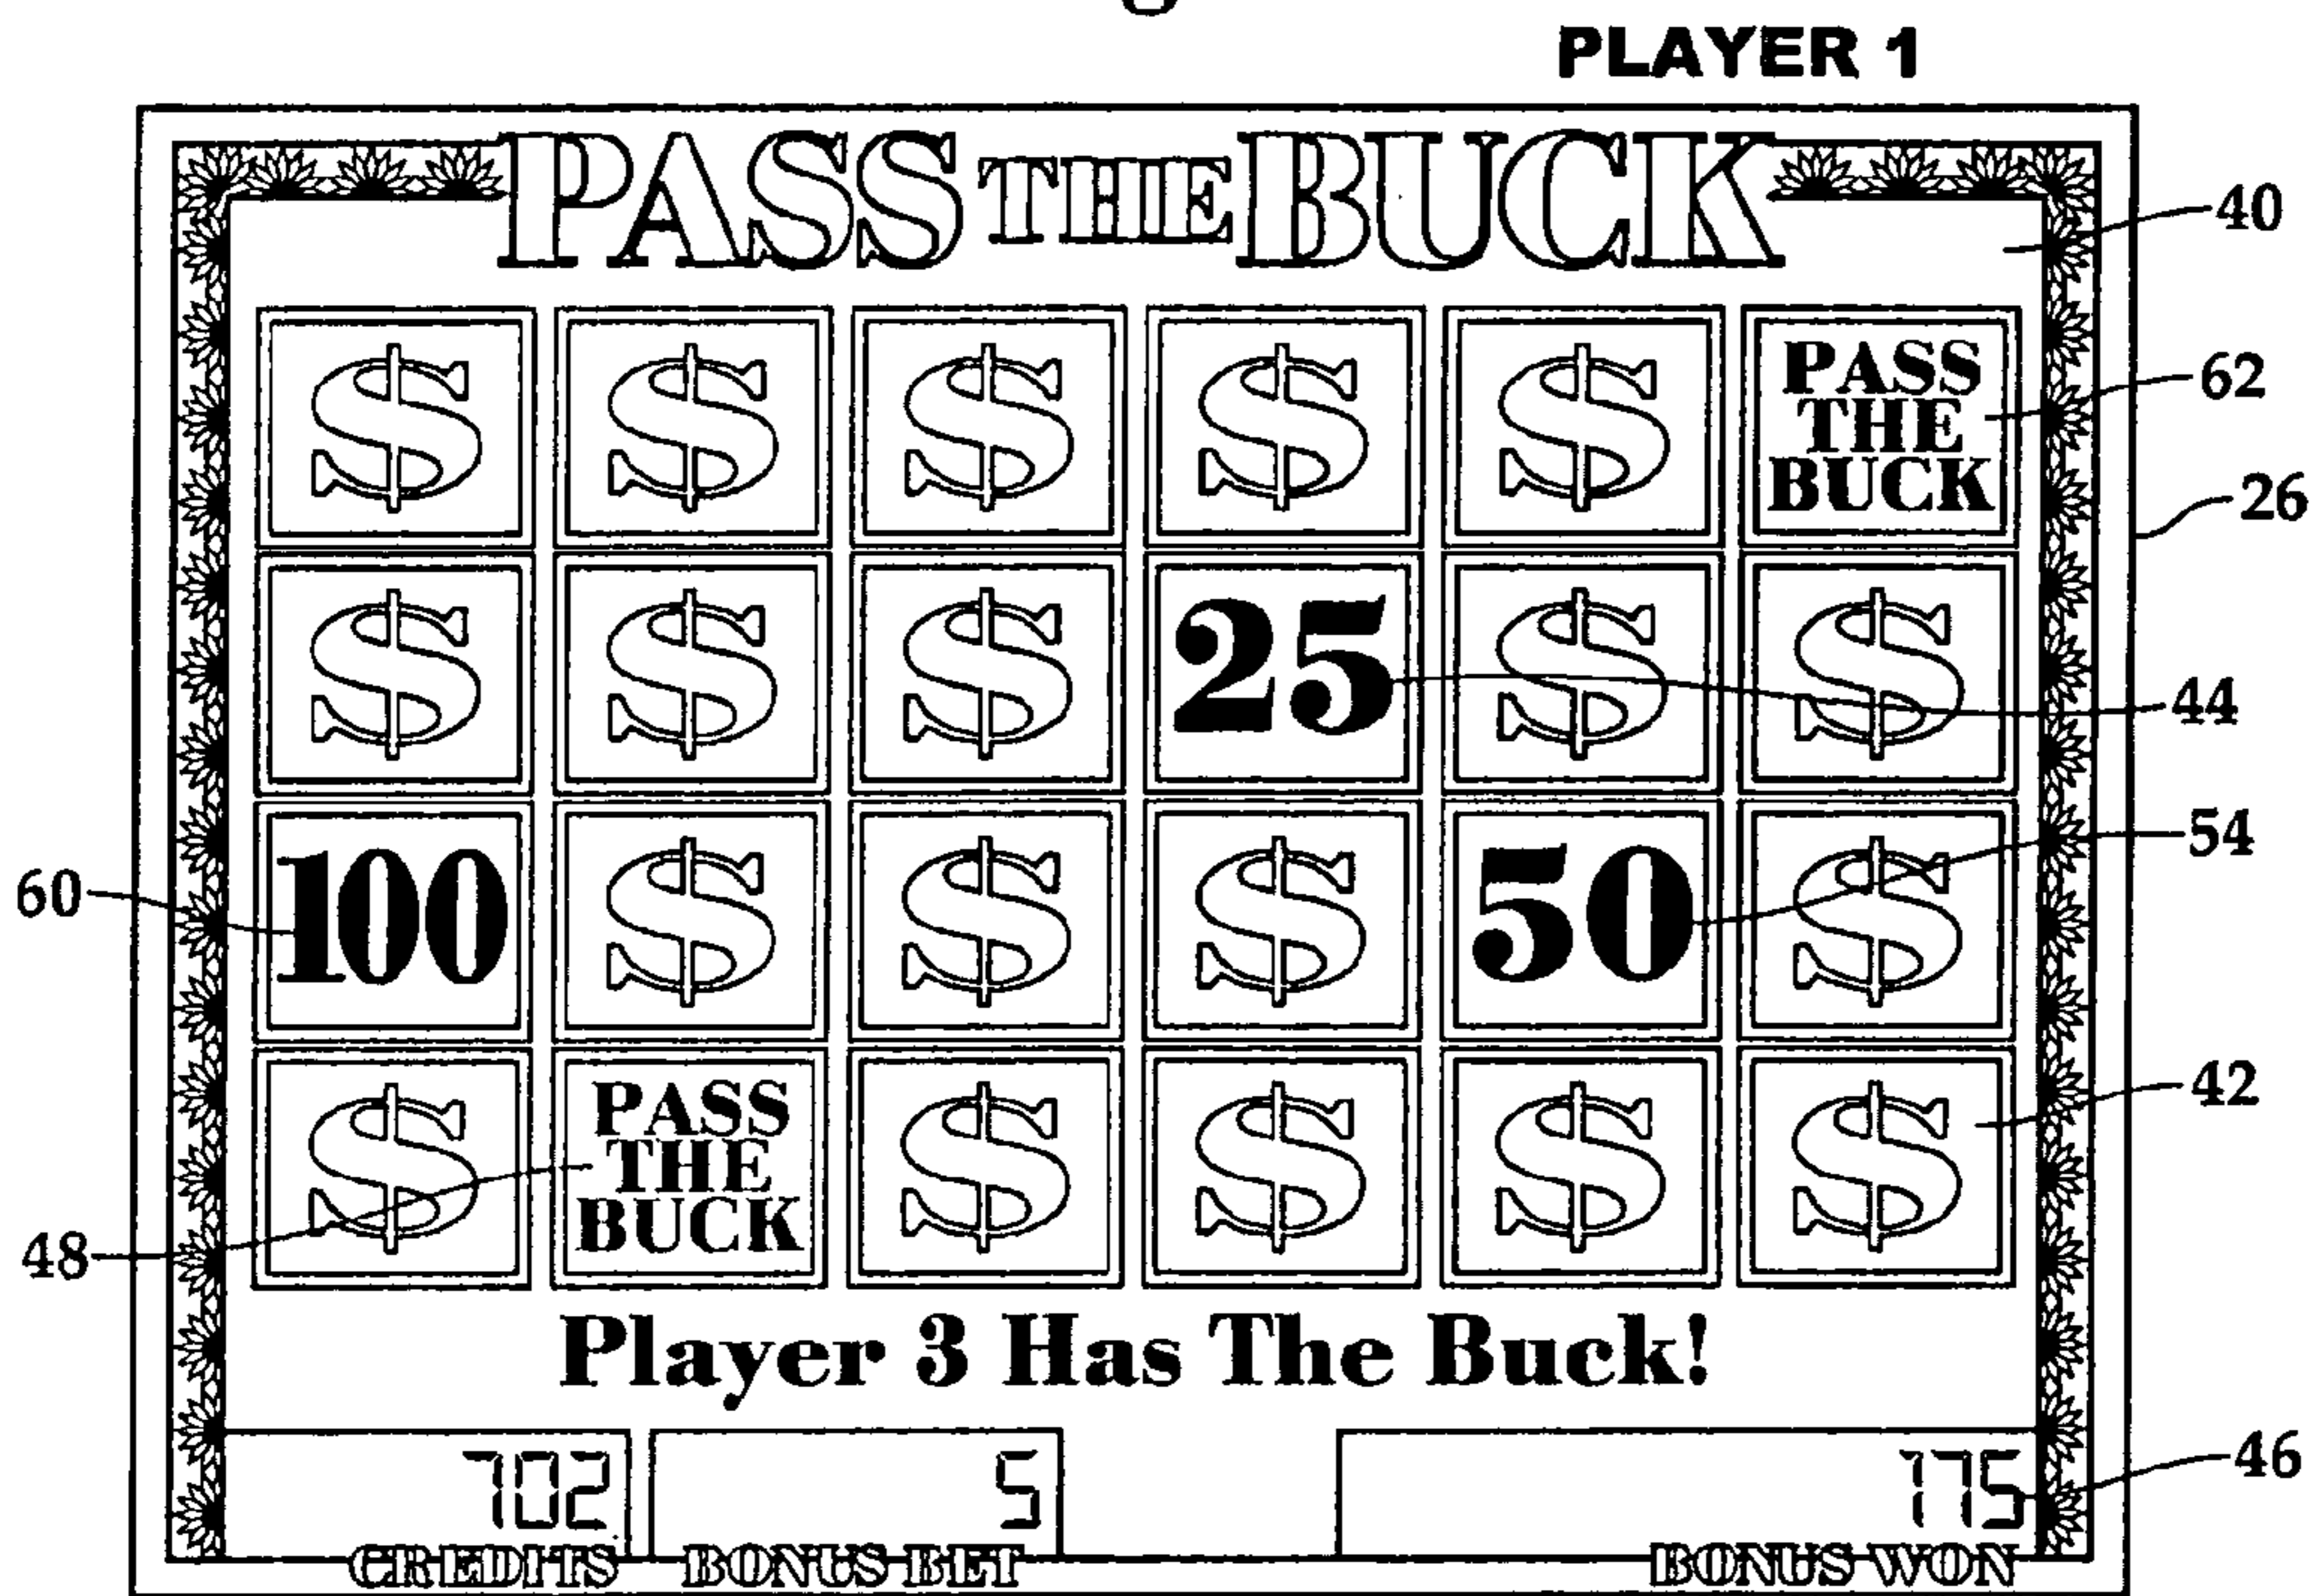 PLAYER 1
PASS THE BUCK
40
$ $ $ $ $ PASS THE BUCK
62
26
$ $ $ 25 $ $
44
100 $ $ $ 50 $
54
60
$ PASS THE BUCK $ $ $ $
42
48
Player 3 Has The Buck!
702 5 175
46
CREDITS BONUS BET BONUS WON